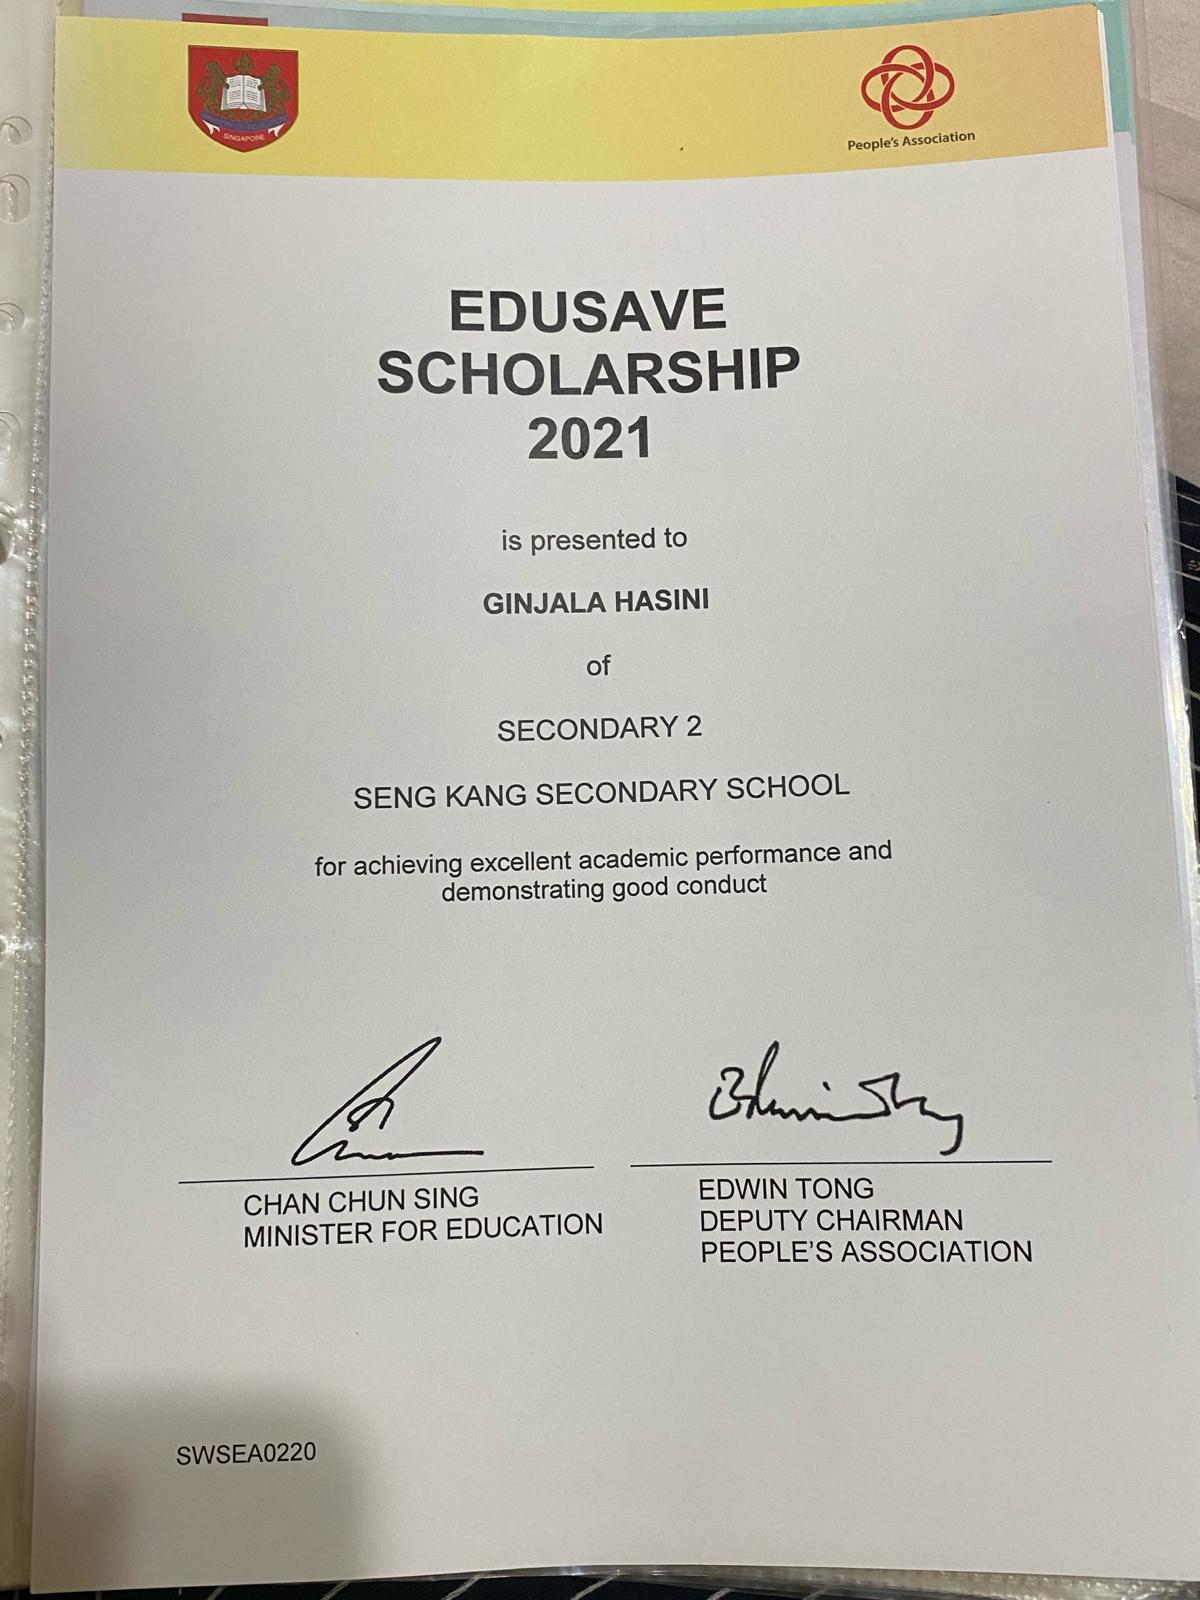 SINGAPORE
People's Association
EDUSAVE
SCHOLARSHIP
2021
is presented to
GINJALA HASINI
of
SECONDARY 2
SENG KANG SECONDARY SCHOOL
for achieving excellent academic performance and
demonstrating good conduct
CHAN CHUN SING
MINISTER FOR EDUCATION
EDWIN TONG
DEPUTY CHAIRMAN
PEOPLE'S ASSOCIATION
SWSEA0220